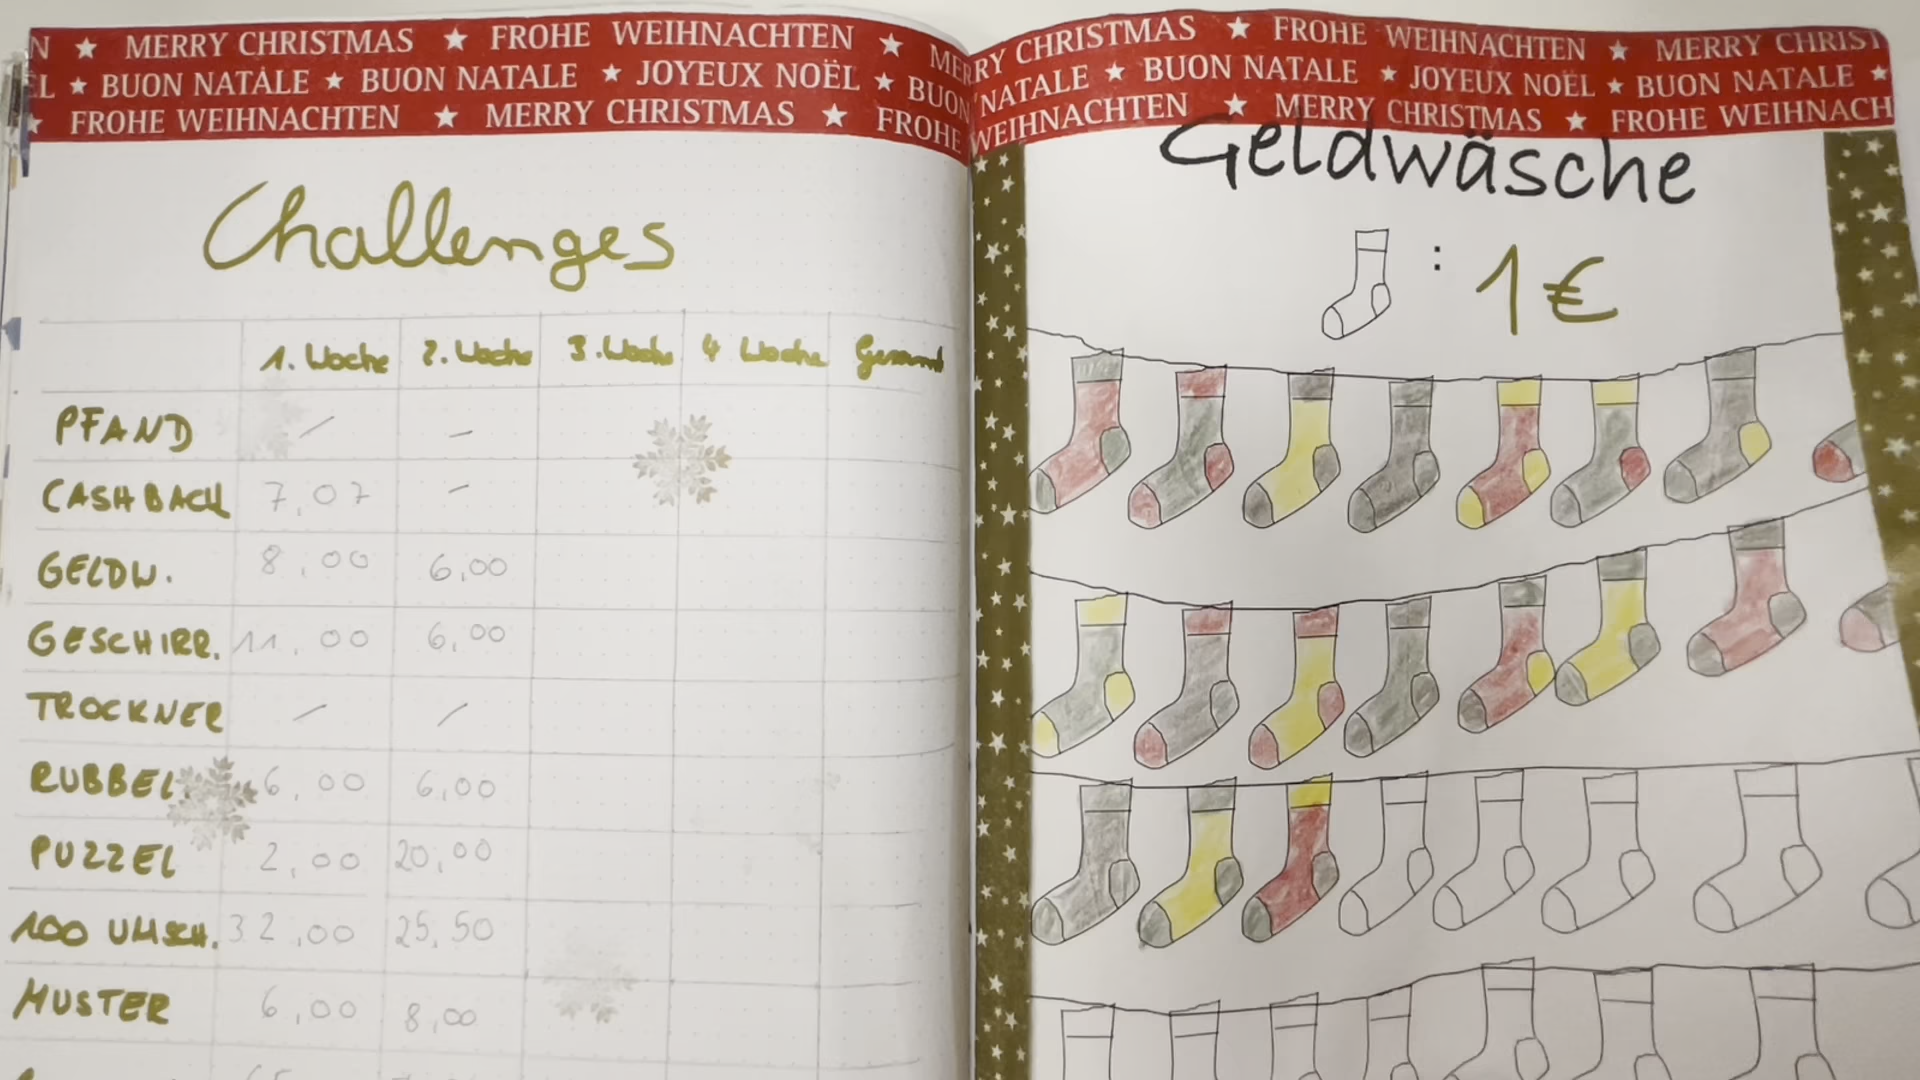 N ★ MERRY CHRISTMAS ★ FROHE WEIHNACHTEN ★ MERRY CHRISTMAS ★ FROHE WEIHNACHTEN ★ MERRY CHRIST
EL ★ BUON NATALE ★ BUON NATALE ★ JOYEUX NOËL ★ BUON NATALE ★ BUON NATALE ★ JOYEUX NOËL ★ BUON NATALE ★
★ FROHE WEIHNACHTEN ★ MERRY CHRISTMAS ★ FROHE WEIHNACHTEN ★ MERRY CHRISTMAS ★ FROHE WEIHNACH
Challenges
1. Woche 2. Woche 3. Woche 4 Woche Gesamt
PFAND / –
CASHBACK 7,07 –
GELDW. 8,00 6,00
GESCHIRR. 11,00 6,00
TROCKNER / /
RUBBEL 6,00 6,00
PUZZEL 2,00 20,00
100 UMSCH. 32,00 25,50
MUSTER 6,00 8,00
Geldwäsche
: 1€